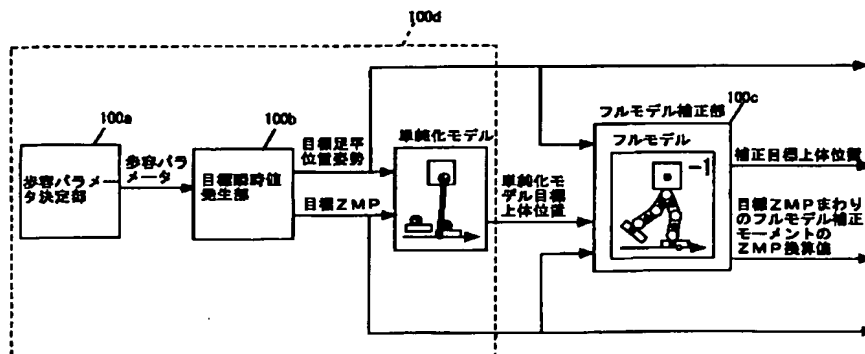 100d
100a
歩容パラメ
ータ決定部
歩容パラ
メータ
100b
目標瞬時値
発生部
目標足平
位置姿勢
目標ZMP
単純化モデル
単純化モ
デル目標
上体位置
フルモデル補正部
100c
フルモデル
-1
補正目標上体位置
目標ZMPまわり
のフルモデル補正
モーメントの
ZMP換算値